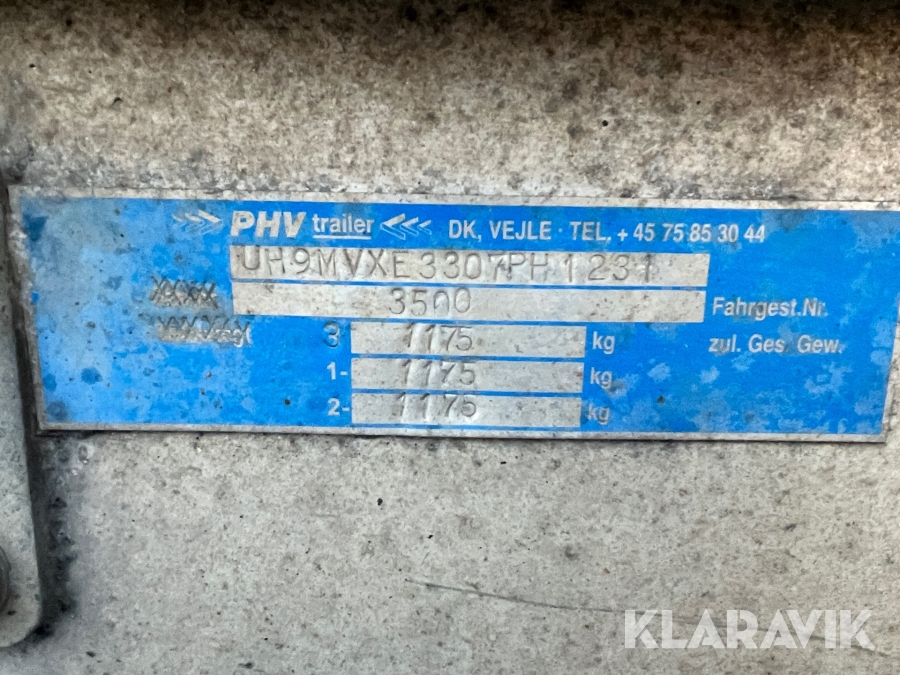 PHV trailer DK, VEJLE · TEL. + 45 75 85 30 44
UH9MVXE3307PH1231
3500 Fahrgest.Nr.
3 1175 kg zul. Ges. Gew.
1- 1175 kg
2- 1175 kg
KLARAVIK